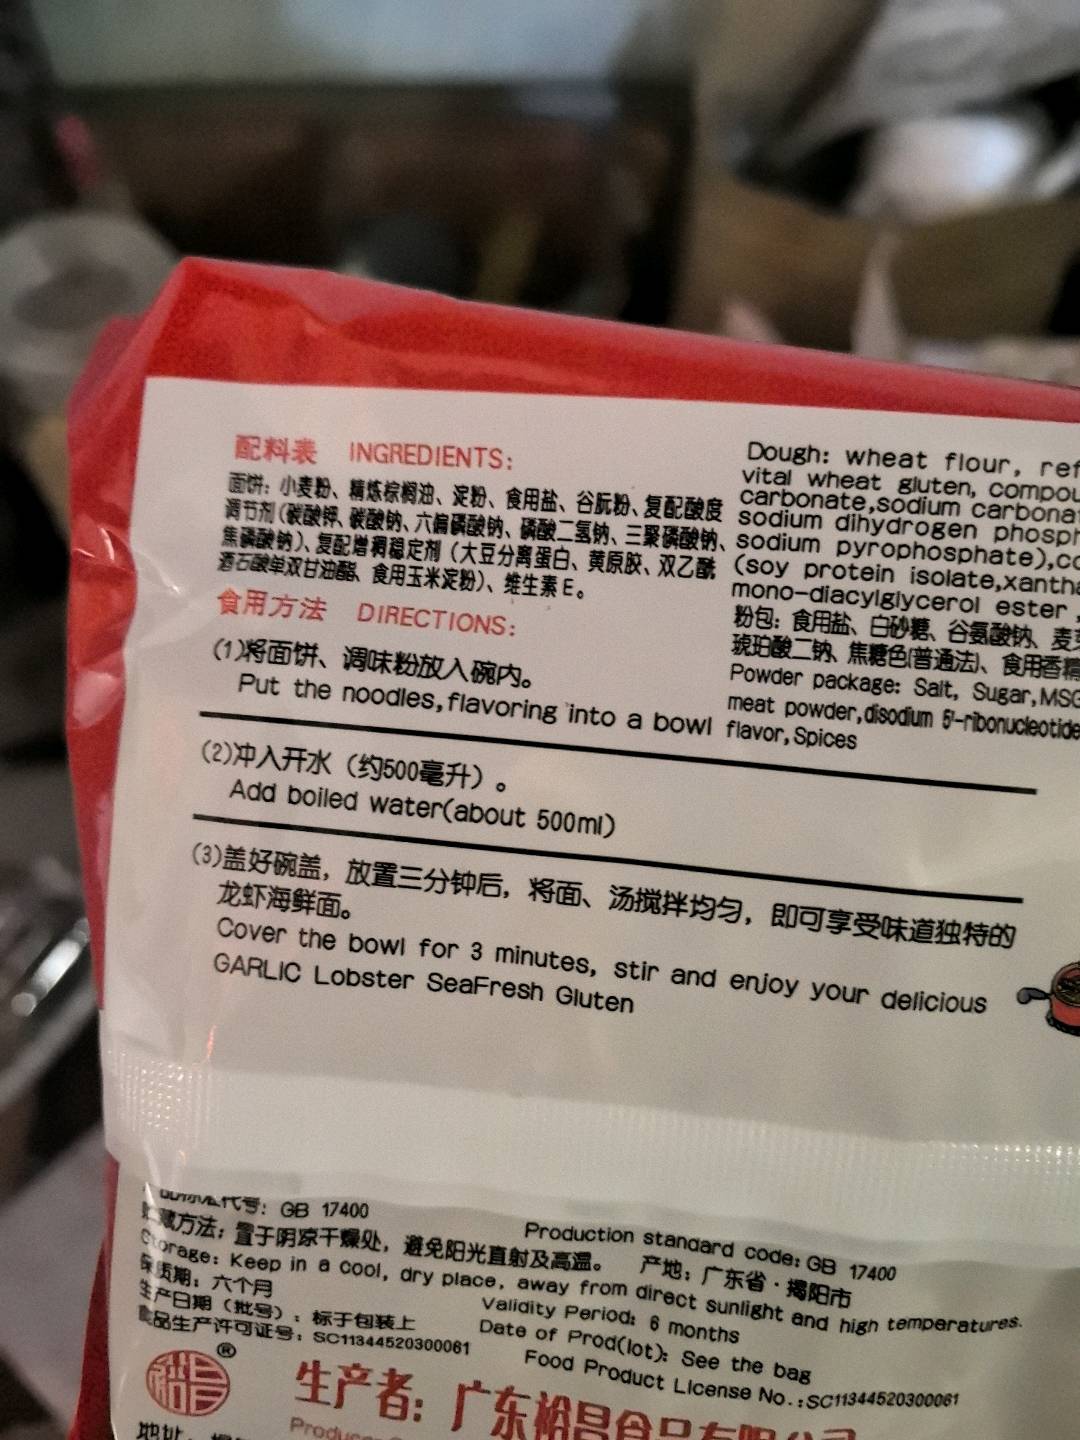 配料表 INGREDIENTS:
面饼: 小麦粉、精炼棕榈油、淀粉、食用盐、谷朊粉、复配酸度
调节剂(碳酸钾、碳酸钠、六偏磷酸钠、磷酸二氢钠、三聚磷酸钠、
焦磷酸钠)、复配增稠稳定剂(大豆分离蛋白、黄原胶、双乙酰
酒石酸单双甘油酯、食用玉米淀粉)、维生素E。
食用方法 DIRECTIONS:
(1)将面饼、调味粉放入碗内。
Put the noodles,flavoring into a bowl
Dough: wheat flour,
vital wheat gluten,
carbonate,sodium
sodium dihydrogen
sodium pyrophosphate),
(soy protein isolate,
mono-diacylglycerol ester,
粉包: 食用盐、白砂糖、谷氨酸钠、
琥珀酸二钠、焦糖色(普通法)、食用香精
Powder package: Salt, Sugar,MSG
meat powder,disodium 5'-ribonucleotide
flavor,Spices
(2)冲入开水(约500毫升)。
Add boiled water(about 500ml)
(3)盖好碗盖,放置三分钟后,将面、汤搅拌均匀,即可享受味道独特的
龙虾海鲜面。
Cover the bowl for 3 minutes, stir and enjoy your delicious
GARLIC Lobster SeaFresh Gluten
代号: GB 17400
Production standard code: GB 17400
贮藏方法: 置于阴凉干燥处,避免阳光直射及高温。 产地: 广东省·揭阳市
Storage: Keep in a cool, dry place, away from direct sunlight and high temperatures.
保质期: 六个月
Validity Period: 6 months
生产日期(批号): 标于包装上
Date of Prod(lot): See the bag
食品生产许可证号: SC11344520300061
Food Product License No.:SC11344520300061
裕昌®
生产者: 广东裕昌食品有限公司
地址: